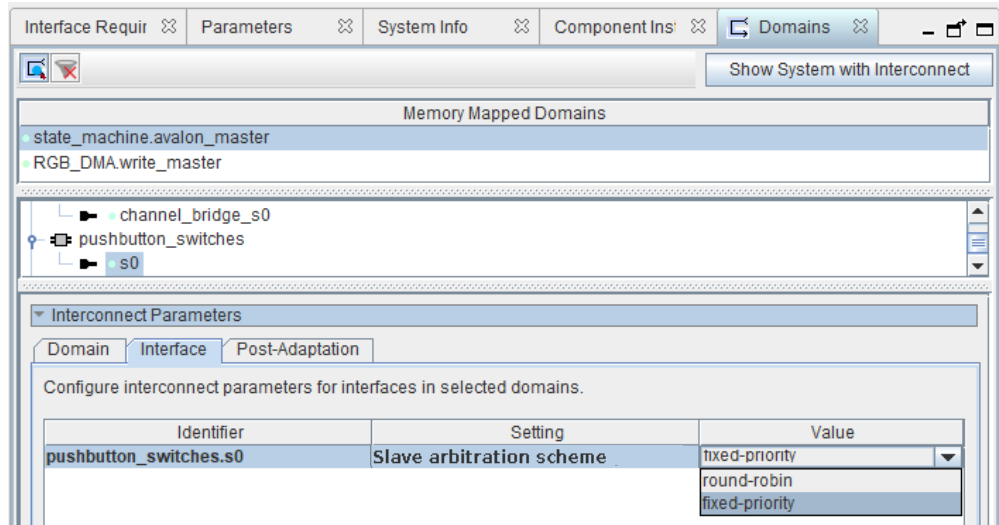 Interface Requir Parameters System Info Component Inst Domains
Show System with Interconnect
Memory Mapped Domains
state_machine.avalon_master
RGB_DMA.write_master
channel_bridge_s0
pushbutton_switches
s0
Interconnect Parameters
Domain Interface Post-Adaptation
Configure interconnect parameters for interfaces in selected domains.
Identifier Setting Value
pushbutton_switches.s0 Slave arbitration scheme fixed-priority
round-robin
fixed-priority